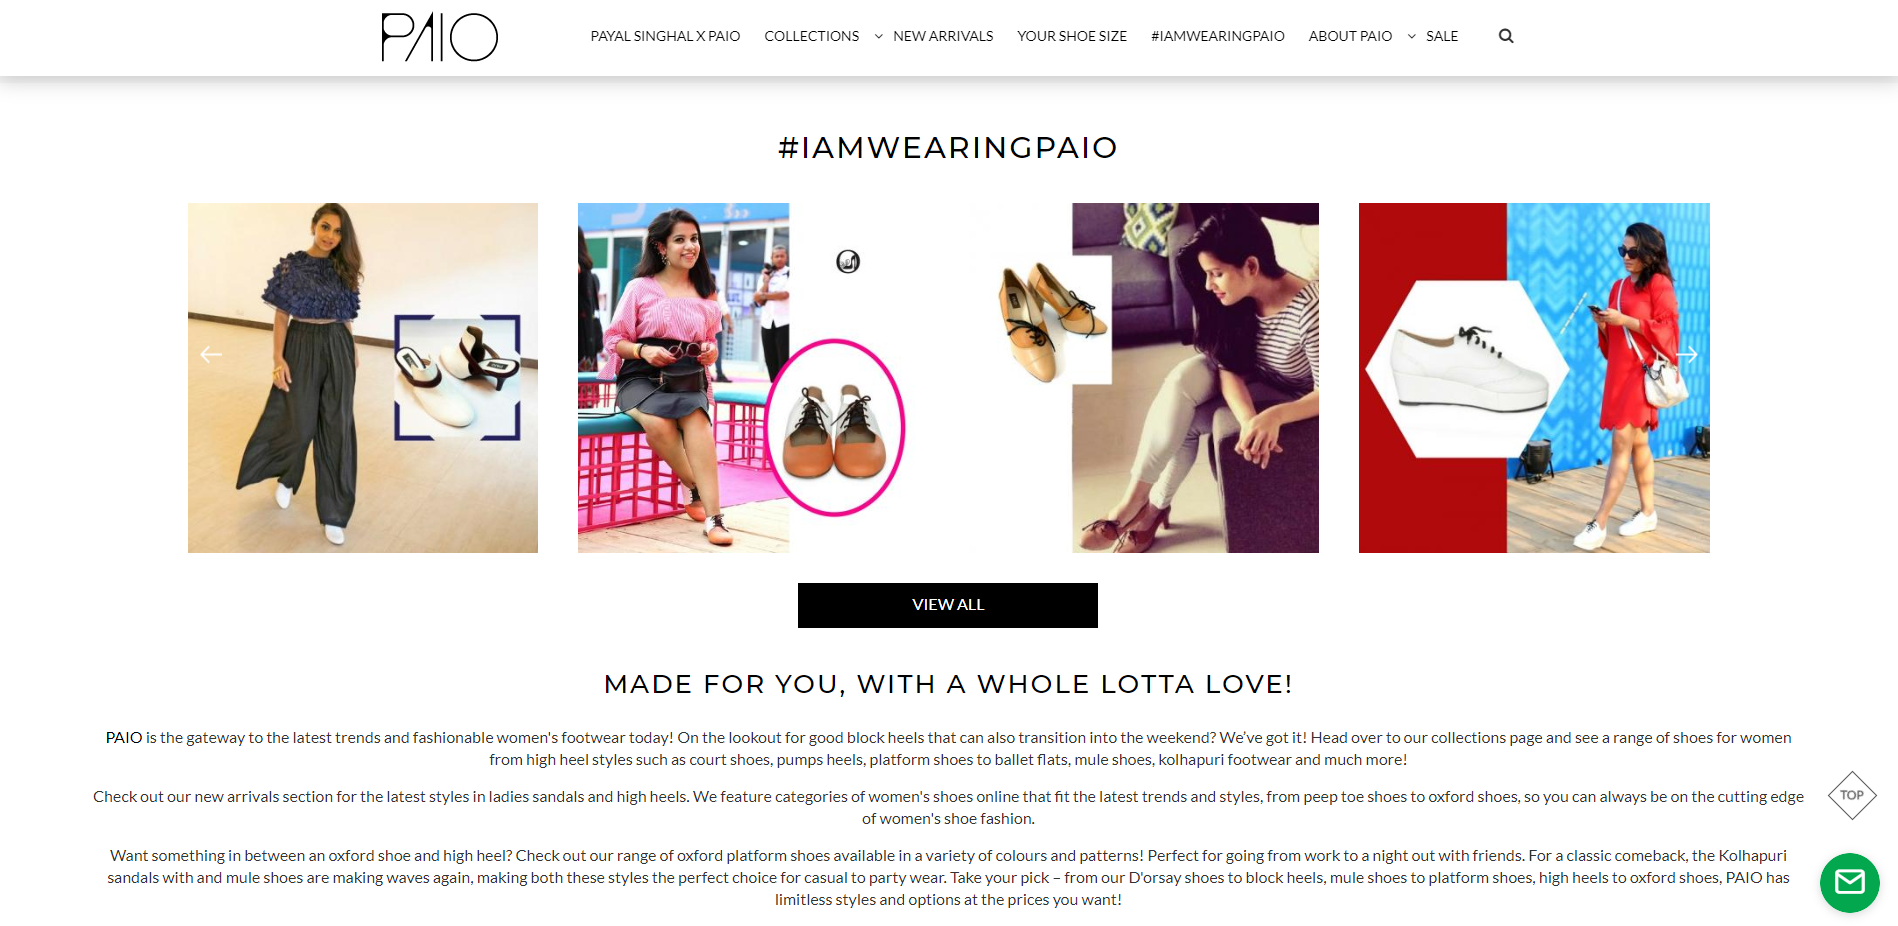 PAIO
PAYAL SINGHAL X PAIO
COLLECTIONS
NEW ARRIVALS
YOUR SHOE SIZE
#IAMWEARINGPAIO
ABOUT PAIO
SALE
#IAMWEARINGPAIO
VIEW ALL
MADE FOR YOU, WITH A WHOLE LOTTA LOVE!
PAIO is the gateway to the latest trends and fashionable women's footwear today! On the lookout for good block heels that can also transition into the weekend? We’ve got it! Head over to our collections page and see a range of shoes for women
from high heel styles such as court shoes, pumps heels, platform shoes to ballet flats, mule shoes, kolhapuri footwear and much more!
Check out our new arrivals section for the latest styles in ladies sandals and high heels. We feature categories of women's shoes online that fit the latest trends and styles, from peep toe shoes to oxford shoes, so you can always be on the cutting edge
of women's shoe fashion.
TOP
Want something in between an oxford shoe and high heel? Check out our range of oxford platform shoes available in a variety of colours and patterns! Perfect for going from work to a night out with friends. For a classic comeback, the Kolhapuri
sandals with and mule shoes are making waves again, making both these styles the perfect choice for casual to party wear. Take your pick – from our D'orsay shoes to block heels, mule shoes to platform shoes, high heels to oxford shoes, PAIO has
limitless styles and options at the prices you want!